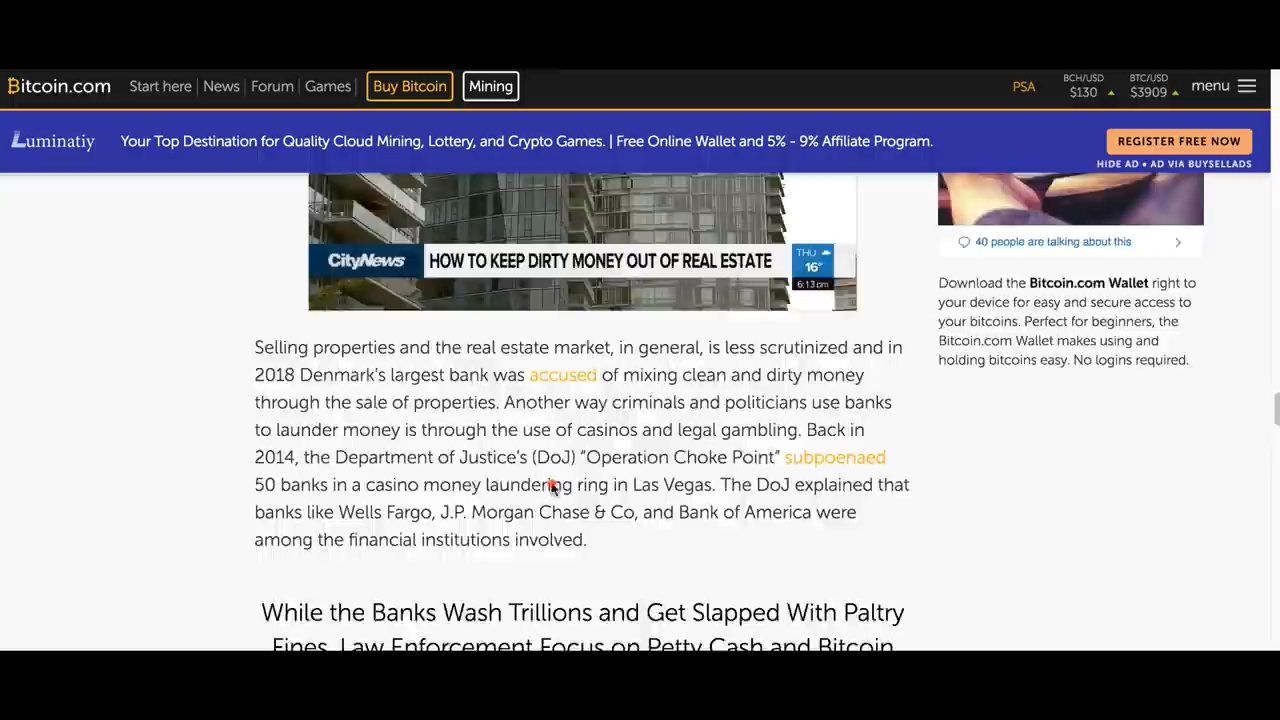 Bitcoin.com Start here News Forum Games Buy Bitcoin Mining PSA BCH/USD $130 BTC/USD $3909 menu
Luminatiy Your Top Destination for Quality Cloud Mining, Lottery, and Crypto Games. | Free Online Wallet and 5% - 9% Affiliate Program. REGISTER FREE NOW
HIDE AD • AD VIA BUYSELLADS
CityNews HOW TO KEEP DIRTY MONEY OUT OF REAL ESTATE THU 16° 6:13 pm
Selling properties and the real estate market, in general, is less scrutinized and in
2018 Denmark's largest bank was accused of mixing clean and dirty money
through the sale of properties. Another way criminals and politicians use banks
to launder money is through the use of casinos and legal gambling. Back in
2014, the Department of Justice's (DoJ) “Operation Choke Point” subpoenaed
50 banks in a casino money laundering ring in Las Vegas. The DoJ explained that
banks like Wells Fargo, J.P. Morgan Chase & Co, and Bank of America were
among the financial institutions involved.
While the Banks Wash Trillions and Get Slapped With Paltry
Fines, Law Enforcement Focus on Petty Cash and Bitcoin
40 people are talking about this
Download the Bitcoin.com Wallet right to
your device for easy and secure access to
your bitcoins. Perfect for beginners, the
Bitcoin.com Wallet makes using and
holding bitcoins easy. No logins required.